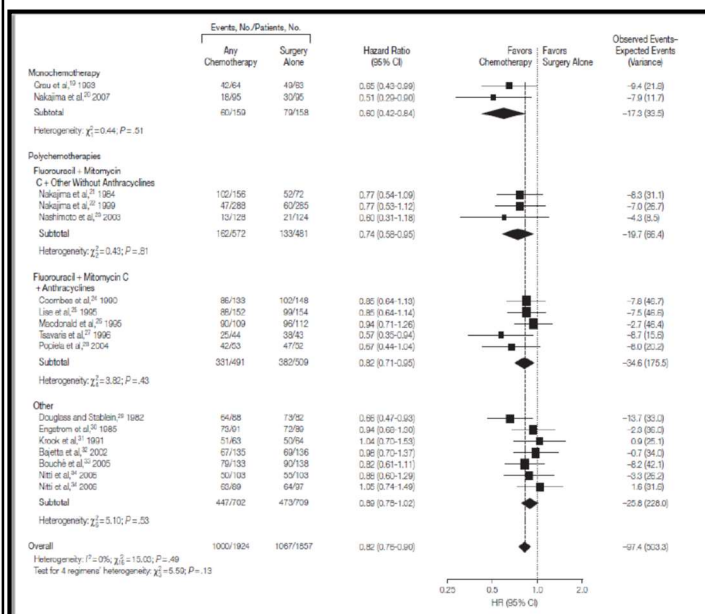 Events, No./Patients, No.
Any Chemotherapy Surgery Alone Hazard Ratio (95% CI) Favors Chemotherapy Favors Surgery Alone Observed Events–Expected Events (Variance)
Monochemotherapy
Grau et al,19 1993 42/64 49/63 0.65 (0.43-0.99) –9.4 (21.8)
Nakajima et al,20 2007 18/95 30/95 0.51 (0.29-0.90) –7.9 (11.7)
Subtotal 60/159 79/158 0.60 (0.42-0.84) –17.3 (33.5)
Heterogeneity: χ²₁=0.44, P=.51
Polychemotherapies
Fluorouracil + Mitomycin
C + Other Without Anthracyclines
Nakajima et al,21 1984 102/156 52/72 0.77 (0.54-1.09) –8.3 (31.1)
Nakajima et al,22 1999 47/288 60/285 0.77 (0.53-1.12) –7.0 (26.7)
Nashimoto et al,23 2003 13/128 21/124 0.60 (0.31-1.18) –4.3 (8.5)
Subtotal 162/572 133/481 0.74 (0.58-0.95) –19.7 (66.4)
Heterogeneity: χ²₂=0.43; P=.81
Fluorouracil + Mitomycin C
+ Anthracyclines
Coombes et al,24 1990 86/133 102/148 0.85 (0.64-1.13) –7.8 (46.7)
Lise et al,25 1995 88/152 99/154 0.85 (0.64-1.14) –7.5 (46.6)
Macdonald et al,26 1995 90/109 96/112 0.94 (0.71-1.26) –2.7 (46.4)
Tsavaris et al,27 1996 25/44 38/43 0.57 (0.35-0.94) –8.7 (15.6)
Popiela et al,28 2004 42/53 47/52 0.67 (0.44-1.04) –8.0 (20.2)
Subtotal 331/491 382/509 0.82 (0.71-0.95) –34.6 (175.5)
Heterogeneity: χ²₄=3.82; P=.43
Other
Douglass and Stablein,29 1982 64/88 73/82 0.66 (0.47-0.93) –13.7 (33.0)
Engstrom et al,30 1985 73/91 72/89 0.94 (0.68-1.30) (36.0)
Krook et al,31 1991 51/63 50/64 1.04 (0.70-1.53) 0.9 (25.1)
Bajetta et al,32 2002 67/135 69/136 0.98 (0.70-1.37) –0.7 (34.0)
Bouché et al,33 2005 79/133 90/138 0.82 (0.61-1.11) –8.2 (42.1)
Nitti et al,34 2006 50/103 55/103 0.88 (0.60-1.29) –3.3 (26.2)
Nitti et al,34 2006 63/89 64/97 1.05 (0.74-1.49) 1.6 (31.6)
Subtotal 447/702 473/709 0.89 (0.78-1.02) –25.8 (228.0)
Heterogeneity: χ²₆=5.10; P=.53
Overall 1000/1924 1067/1857 0.82 (0.76-0.90) –97.4 (503.3)
Heterogeneity: I²=0%; χ²₁₆=15.00; P=.49
Test for 4 regimens' heterogeneity: χ²₃=5.59; P=.13
0.25 0.5 1.0 2.0
HR (95% CI)